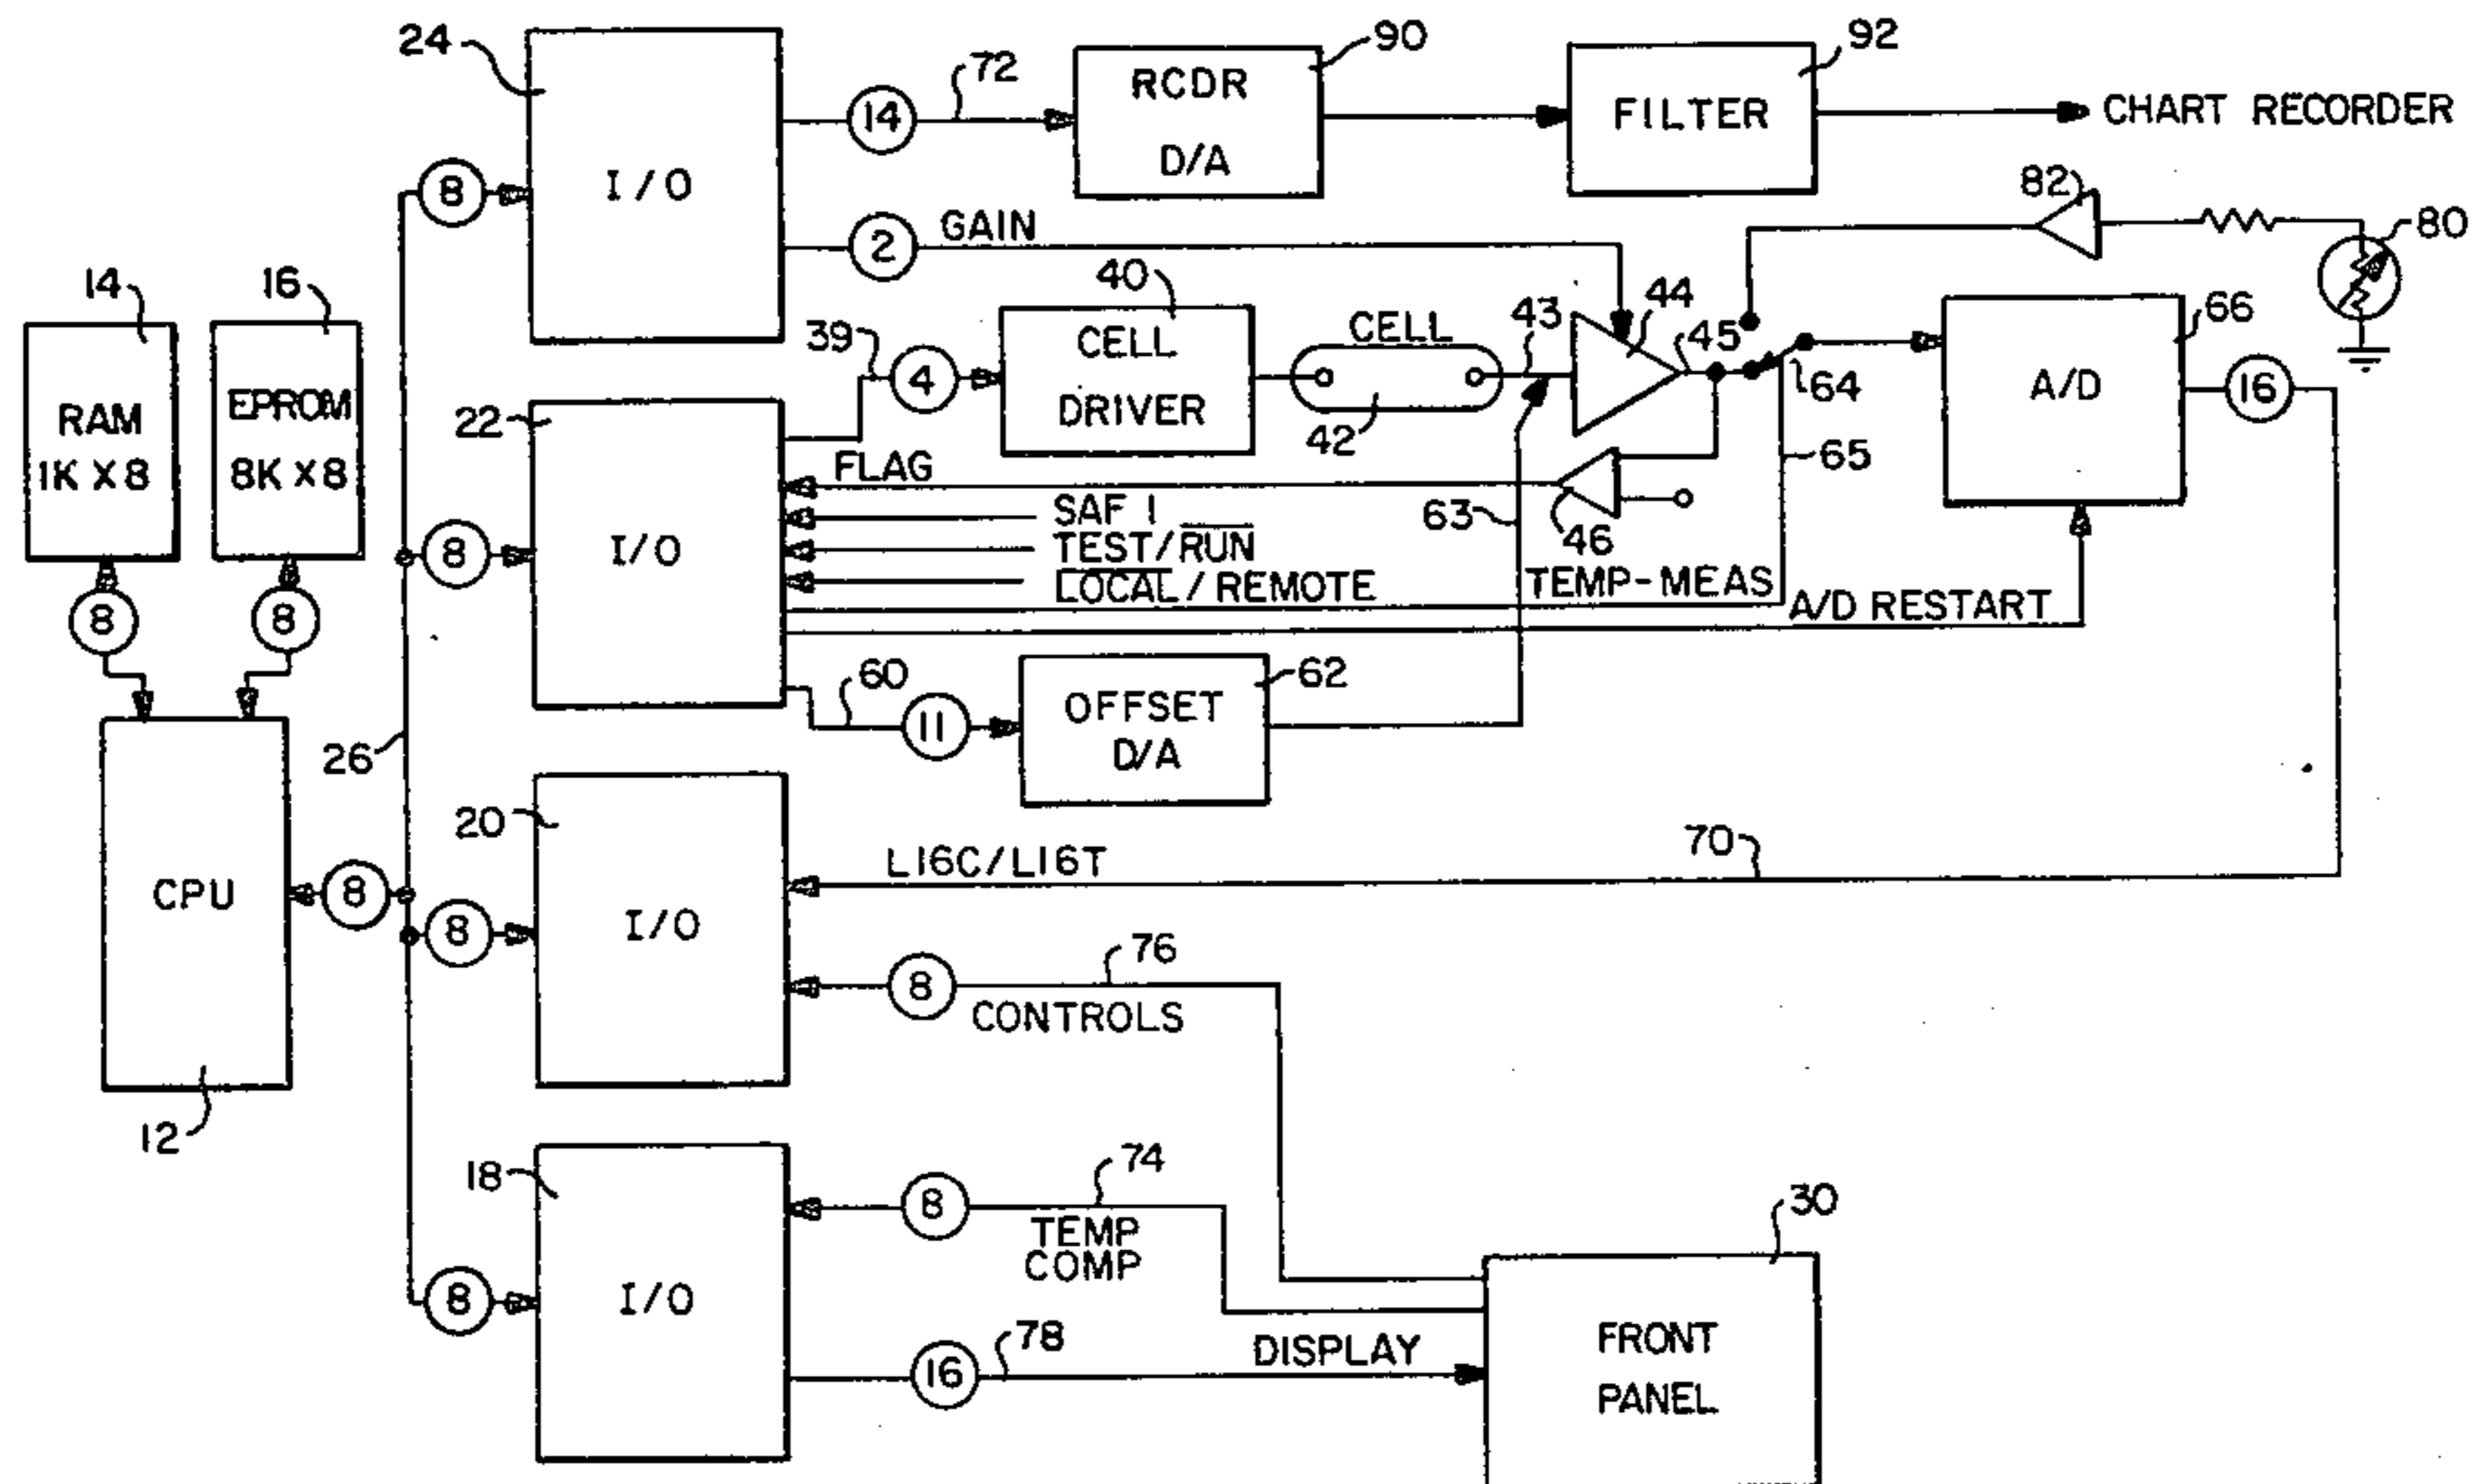 24
I/O
8
14
72
RCDR
D/A
90
FILTER
92
CHART RECORDER
2
GAIN
82
80
14
RAM
1K X 8
8
16
EPROM
8K X 8
8
CPU
12
26
8
22
I/O
8
39
4
40
CELL
DRIVER
CELL
42
43
44
45
64
65
A/D
66
16
FLAG
46
SAF 1
TEST/RUN
LOCAL/REMOTE
63
TEMP-MEAS
A/D RESTART
60
11
OFFSET
D/A
62
20
I/O
8
L16C/L16T
70
76
8
CONTROLS
18
I/O
8
74
8
TEMP
COMP
78
16
DISPLAY
30
FRONT
PANEL